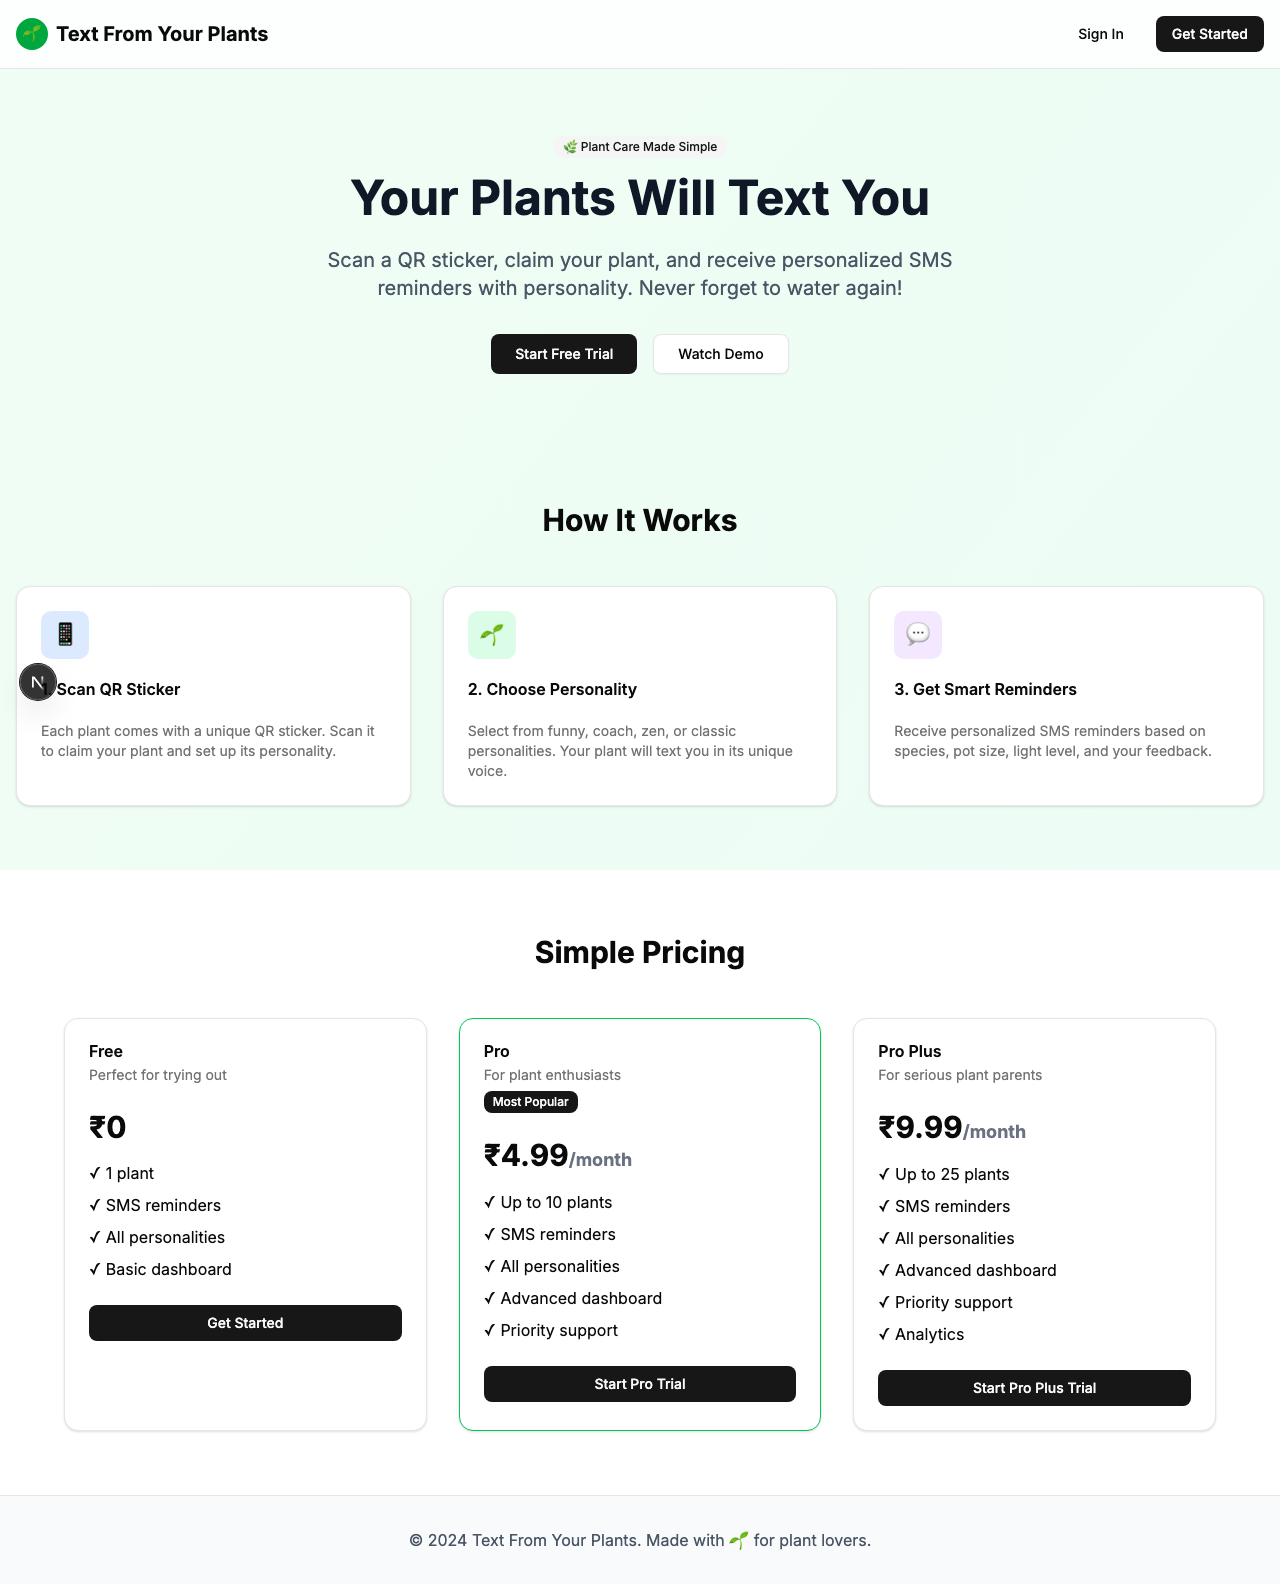 Text From Your Plants
Sign In
Get Started
🌿 Plant Care Made Simple
Your Plants Will Text You
Scan a QR sticker, claim your plant, and receive personalized SMS
reminders with personality. Never forget to water again!
Start Free Trial
Watch Demo
How It Works
1. Scan QR Sticker
Each plant comes with a unique QR sticker. Scan it
to claim your plant and set up its personality.
2. Choose Personality
Select from funny, coach, zen, or classic
personalities. Your plant will text you in its unique
voice.
3. Get Smart Reminders
Receive personalized SMS reminders based on
species, pot size, light level, and your feedback.
N
Simple Pricing
Free
Perfect for trying out
₹0
✓ 1 plant
✓ SMS reminders
✓ All personalities
✓ Basic dashboard
Get Started
Pro
For plant enthusiasts
Most Popular
₹4.99/month
✓ Up to 10 plants
✓ SMS reminders
✓ All personalities
✓ Advanced dashboard
✓ Priority support
Start Pro Trial
Pro Plus
For serious plant parents
₹9.99/month
✓ Up to 25 plants
✓ SMS reminders
✓ All personalities
✓ Advanced dashboard
✓ Priority support
✓ Analytics
Start Pro Plus Trial
© 2024 Text From Your Plants. Made with 🌱 for plant lovers.